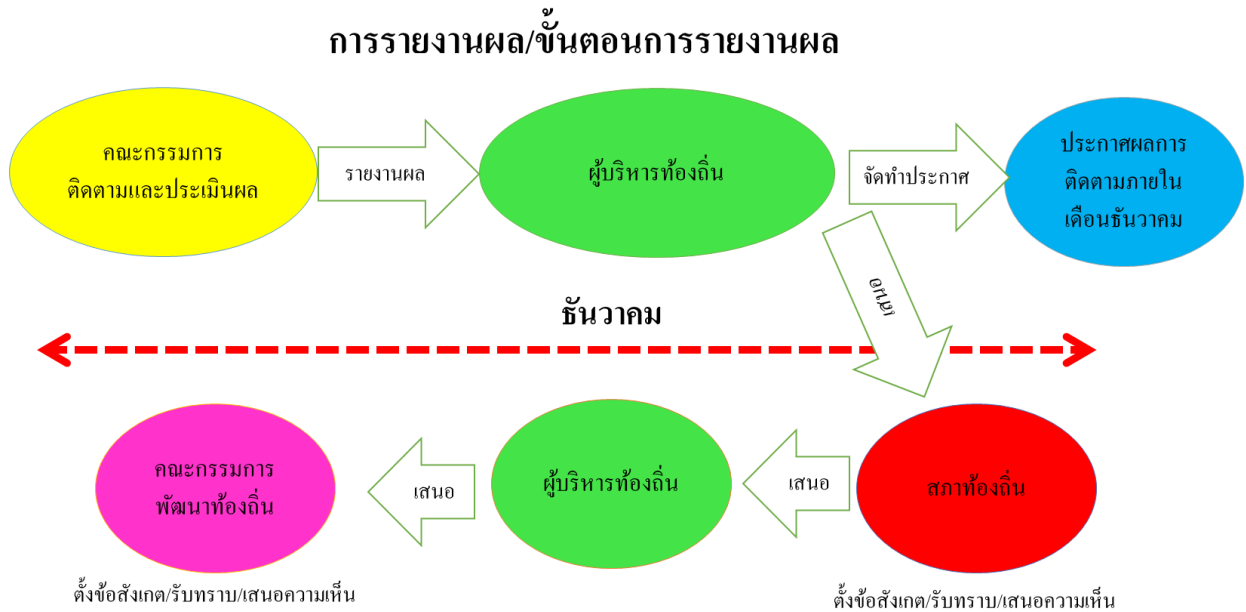 การรายงานผล/ขั้นตอนการรายงานผล
คณะกรรมการ
ติดตามและประเมินผล
รายงานผล
ผู้บริหารท้องถิ่น
จัดทำประกาศ
ประกาศผลการ
ติดตามภายใน
เดือนธันวาคม
เสนอ
ธันวาคม
คณะกรรมการ
พัฒนาท้องถิ่น
เสนอ
ผู้บริหารท้องถิ่น
เสนอ
สภาท้องถิ่น
ตั้งข้อสังเกต/รับทราบ/เสนอความเห็น
ตั้งข้อสังเกต/รับทราบ/เสนอความเห็น